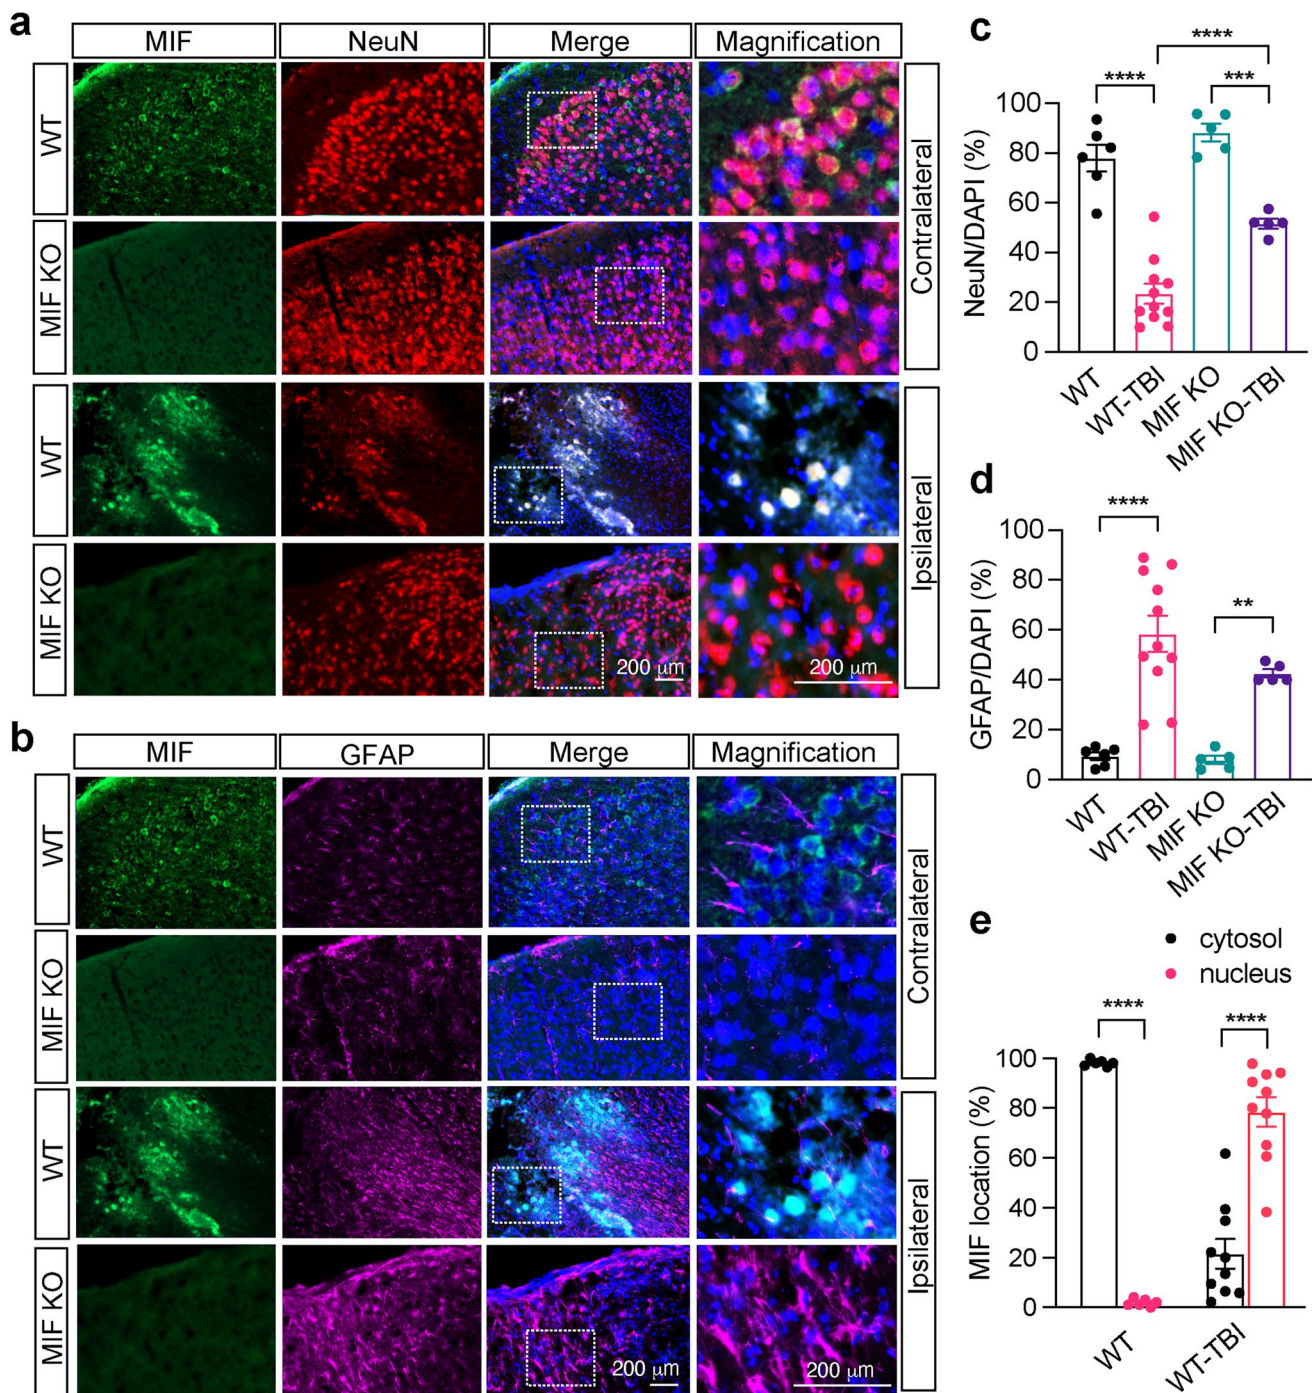 a
MIF
NeuN
Merge
Magnification
WT
MIF KO
WT
MIF KO
Contralateral
Ipsilateral
200 μm
200 μm
b
MIF
GFAP
Merge
Magnification
WT
MIF KO
WT
MIF KO
Contralateral
Ipsilateral
200 μm
200 μm
c
****
****
***
NeuN/DAPI (%)
100
80
60
40
20
0
WT
WT-TBI
MIF KO
MIF KO-TBI
d
****
**
GFAP/DAPI (%)
100
80
60
40
20
0
WT
WT-TBI
MIF KO
MIF KO-TBI
e
cytosol
nucleus
****
****
MIF location (%)
100
80
60
40
20
0
WT
WT-TBI